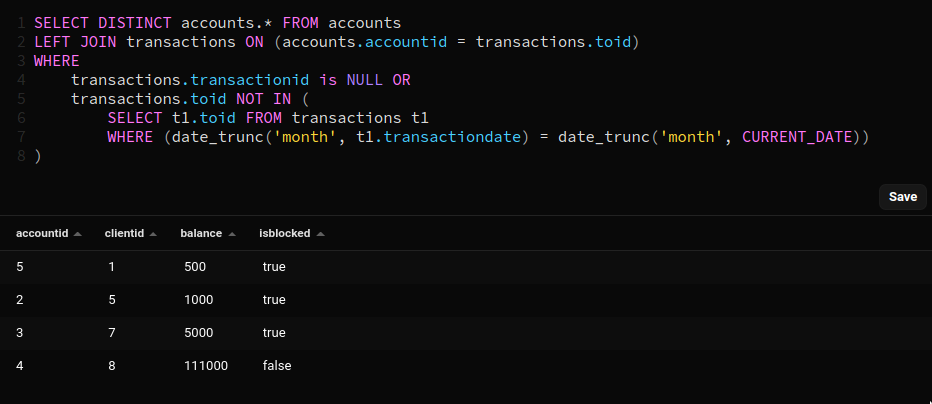 1 SELECT DISTINCT accounts.* FROM accounts
2 LEFT JOIN transactions ON (accounts.accountid = transactions.toid)
3 WHERE
4     transactions.transactionid is NULL OR
5     transactions.toid NOT IN (
6         SELECT t1.toid FROM transactions t1
7         WHERE (date_trunc('month', t1.transactiondate) = date_trunc('month', CURRENT_DATE))
8 )
Save
accountid clientid balance isblocked
5 1 500 true
2 5 1000 true
3 7 5000 true
4 8 111000 false